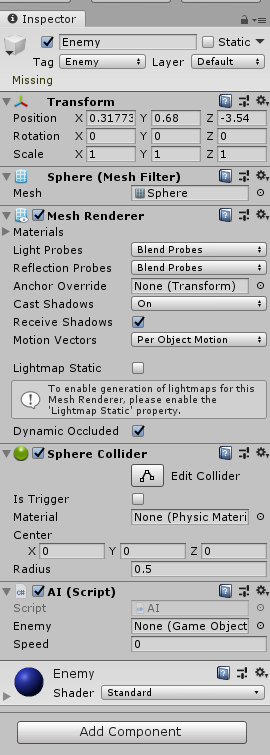 Inspector
Enemy Static
Tag Enemy Layer Default
Missing
Transform
Position X 0.31773 Y 0.68 Z -3.54
Rotation X 0 Y 0 Z 0
Scale X 1 Y 1 Z 1
Sphere (Mesh Filter)
Mesh Sphere
Mesh Renderer
Materials
Light Probes Blend Probes
Reflection Probes Blend Probes
Anchor Override None (Transform)
Cast Shadows On
Receive Shadows
Motion Vectors Per Object Motion
Lightmap Static
To enable generation of lightmaps for this
Mesh Renderer, please enable the
'Lightmap Static' property.
Dynamic Occluded
Sphere Collider
Edit Collider
Is Trigger
Material None (Physic Materi
Center
X 0 Y 0 Z 0
Radius 0.5
AI (Script)
Script AI
Enemy None (Game Object
Speed 0
Enemy
Shader Standard
Add Component